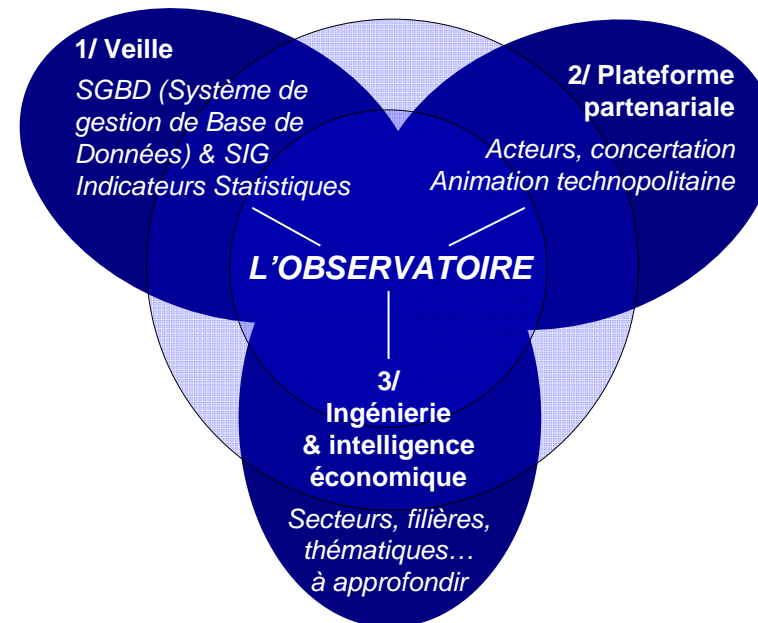 1/ Veille
SGBD (Système de
gestion de Base de
Données) & SIG
Indicateurs Statistiques
2/ Plateforme
partenariale
Acteurs, concertation
Animation technopolitaine
L’OBSERVATOIRE
3/
Ingénierie
& intelligence
économique
Secteurs, filières,
thématiques…
à approfondir